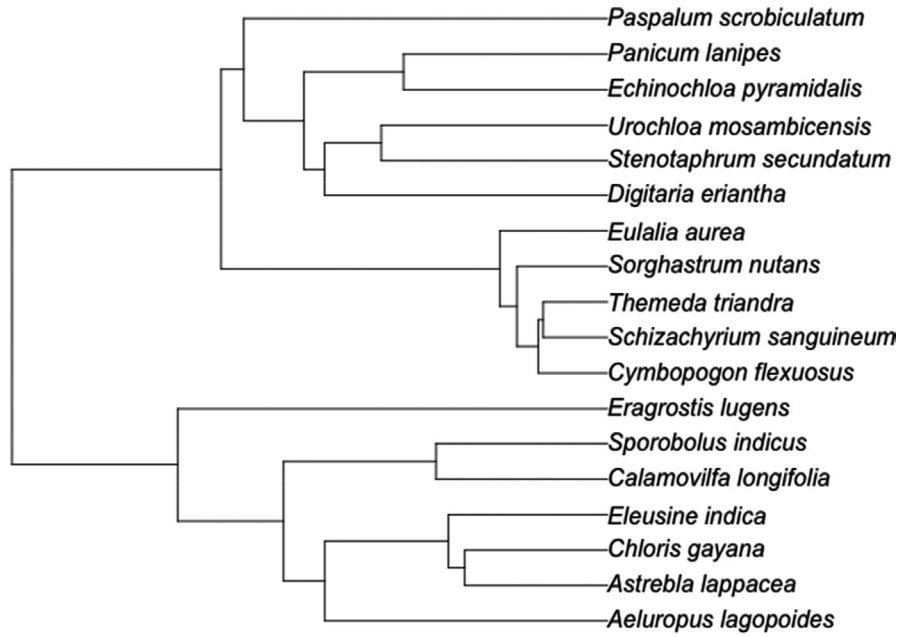 Paspalum scrobiculatum
Panicum lanipes
Echinochloa pyramidalis
Urochloa mosambicensis
Stenotaphrum secundatum
Digitaria eriantha
Eulalia aurea
Sorghastrum nutans
Themeda triandra
Schizachyrium sanguineum
Cymbopogon flexuosus
Eragrostis lugens
Sporobolus indicus
Calamovilfa longifolia
Eleusine indica
Chloris gayana
Astrebla lappacea
Aeluropus lagopoides